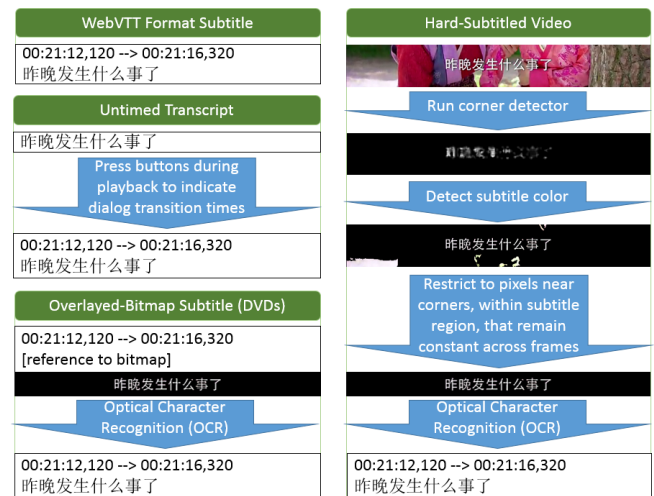 WebVTT Format Subtitle
00:21:12,120 --> 00:21:16,320
昨晚发生什么事了
Untimed Transcript
昨晚发生什么事了
Press buttons during
playback to indicate
dialog transition times
00:21:12,120 --> 00:21:16,320
昨晚发生什么事了
Overlayed-Bitmap Subtitle (DVDs)
00:21:12,120 --> 00:21:16,320
[reference to bitmap]
昨晚发生什么事了
Optical Character
Recognition (OCR)
00:21:12,120 --> 00:21:16,320
昨晚发生什么事了
Hard-Subtitled Video
昨晚发生什么事了
Run corner detector
昨晚发生什么事了
Detect subtitle color
昨晚发生什么事了
Restrict to pixels near
corners, within subtitle
region, that remain
constant across frames
昨晚发生什么事了
Optical Character
Recognition (OCR)
00:21:12,120 --> 00:21:16,320
昨晚发生什么事了